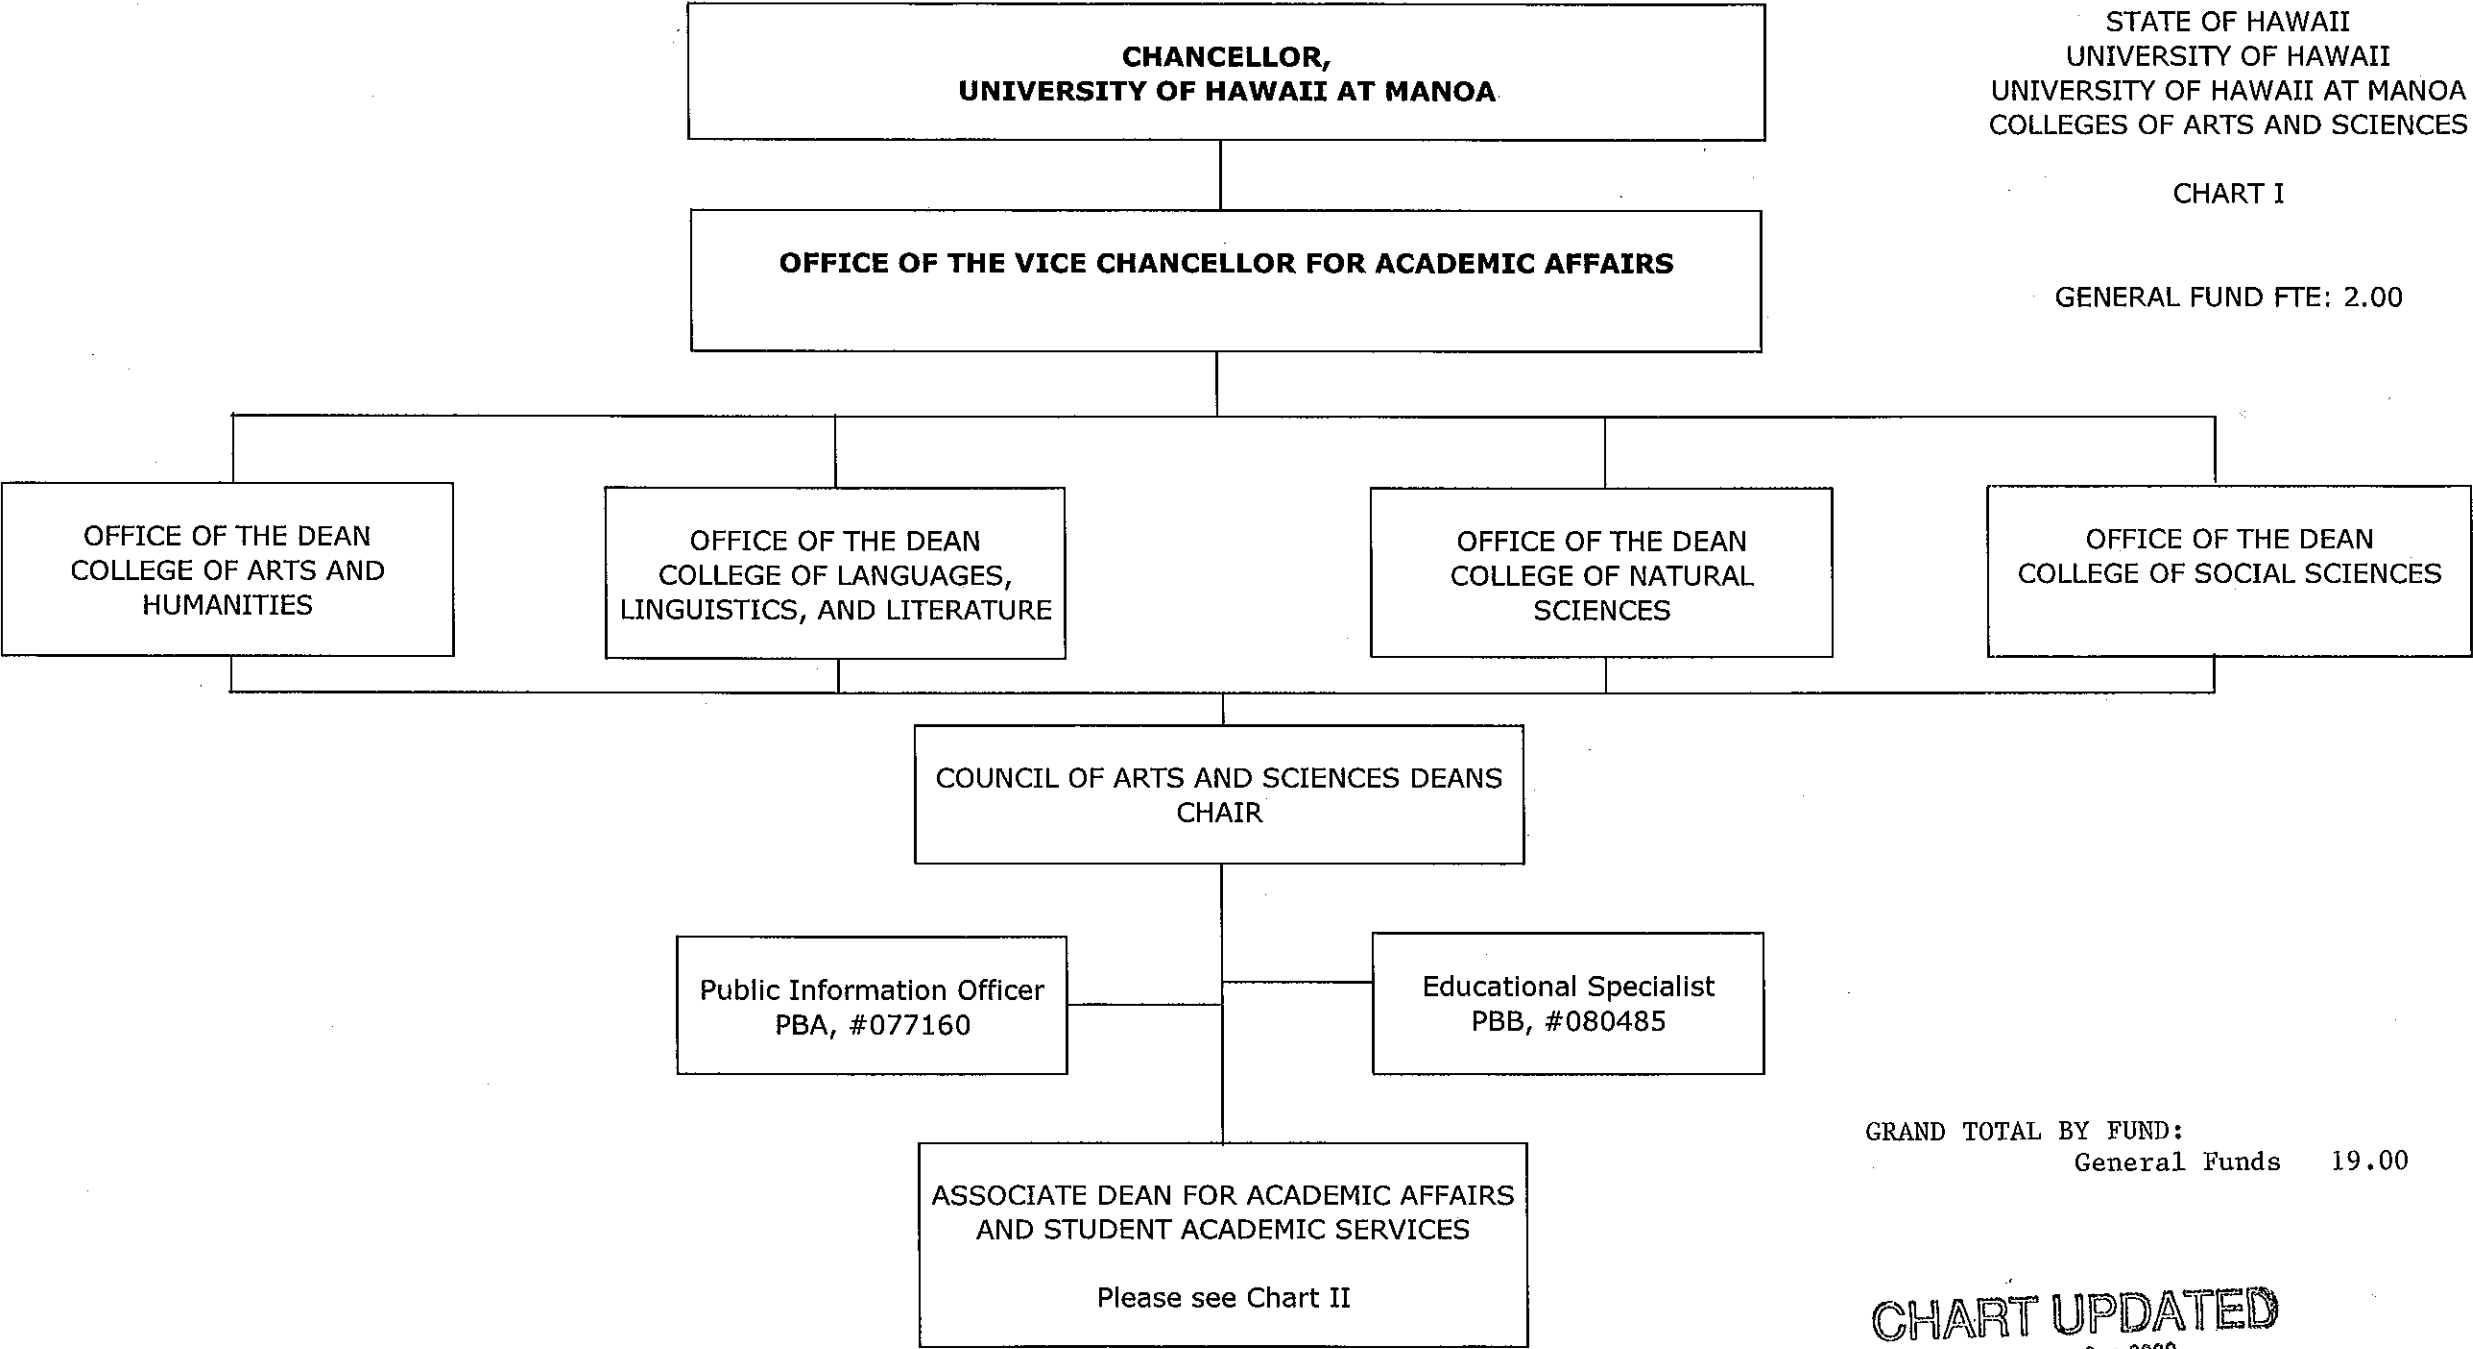 STATE OF HAWAII
UNIVERSITY OF HAWAII
UNIVERSITY OF HAWAII AT MANOA
COLLEGES OF ARTS AND SCIENCES
CHART I
GENERAL FUND FTE: 2.00
CHANCELLOR,
UNIVERSITY OF HAWAII AT MANOA
OFFICE OF THE VICE CHANCELLOR FOR ACADEMIC AFFAIRS
OFFICE OF THE DEAN
COLLEGE OF ARTS AND
HUMANITIES
OFFICE OF THE DEAN
COLLEGE OF LANGUAGES,
LINGUISTICS, AND LITERATURE
OFFICE OF THE DEAN
COLLEGE OF NATURAL
SCIENCES
OFFICE OF THE DEAN
COLLEGE OF SOCIAL SCIENCES
COUNCIL OF ARTS AND SCIENCES DEANS
CHAIR
Public Information Officer
PBA, #077160
Educational Specialist
PBB, #080485
ASSOCIATE DEAN FOR ACADEMIC AFFAIRS
AND STUDENT ACADEMIC SERVICES
Please see Chart II
GRAND TOTAL BY FUND:
General Funds 19.00
CHART UPDATED